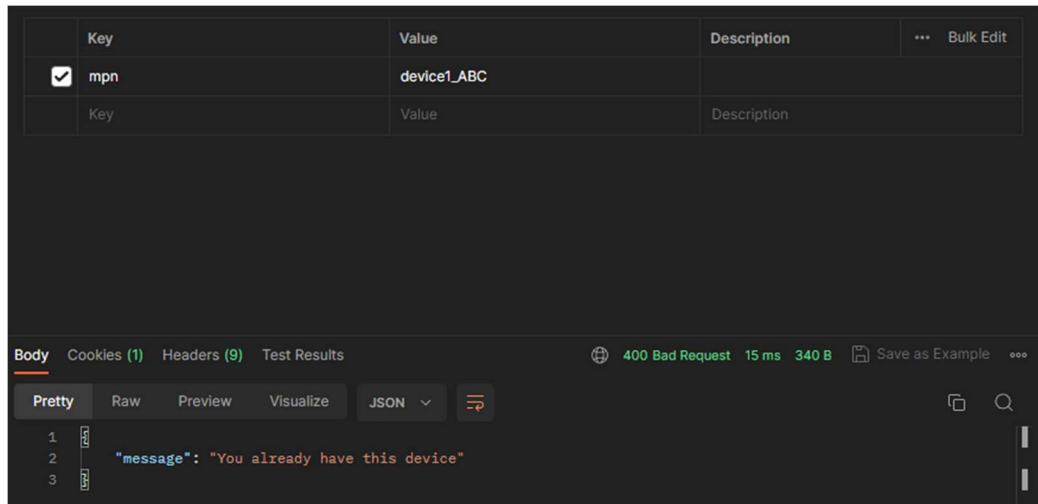 Key Value Description ••• Bulk Edit
mpn device1_ABC
Key Value Description
Body Cookies (1) Headers (9) Test Results 400 Bad Request 15 ms 340 B Save as Example
Pretty Raw Preview Visualize JSON
1 {
2 "message": "You already have this device"
3 }